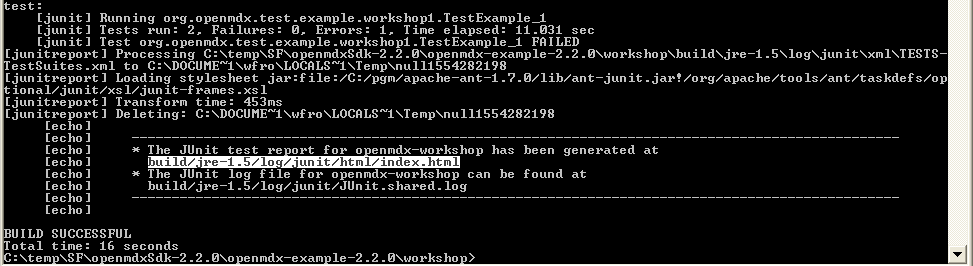 test:
[junit] Running org.openmdx.test.example.workshop1.TestExample_1
[junit] Tests run: 2, Failures: 0, Errors: 1, Time elapsed: 11.031 sec
[junit] Test org.openmdx.test.example.workshop1.TestExample_1 FAILED
[junitreport] Processing C:\temp\SF\openmdxSdk-2.2.0\openmdx-example-2.2.0\workshop\build\jre-1.5\log\junit\xml\TESTS-
TestSuites.xml to C:\DOCUME~1\wfro\LOCALS~1\Temp\null1554282198
[junitreport] Loading stylesheet jar:file:/C:/pgm/apache-ant-1.7.0/lib/ant-junit.jar!/org/apache/tools/ant/taskdefs/op
tional/junit/xsl/junit-frames.xsl
[junitreport] Transform time: 453ms
[junitreport] Deleting: C:\DOCUME~1\wfro\LOCALS~1\Temp\null1554282198
[echo]
[echo] --------------------------------------------------------------------------------
[echo] * The JUnit test report for openmdx-workshop has been generated at
[echo] build/jre-1.5/log/junit/html/index.html
[echo] * The JUnit log file for openmdx-workshop can be found at
[echo] build/jre-1.5/log/junit/JUnit.shared.log
[echo] --------------------------------------------------------------------------------
[echo]
BUILD SUCCESSFUL
Total time: 16 seconds
C:\temp\SF\openmdxSdk-2.2.0\openmdx-example-2.2.0\workshop>